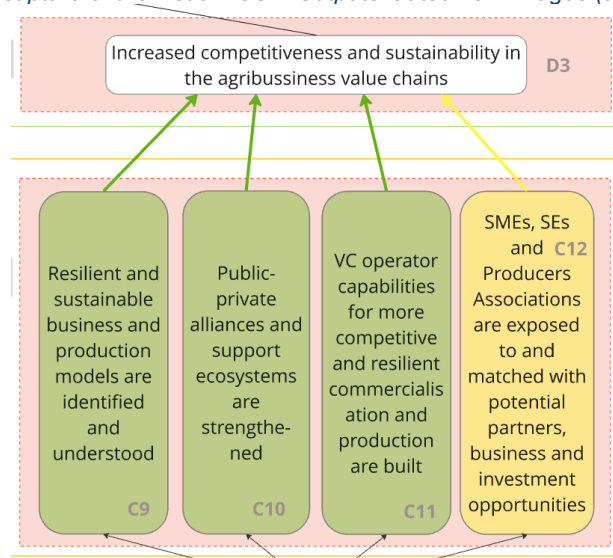 Increased competitiveness and sustainability in
the agribussiness value chains
D3
Resilient and
sustainable
business and
production
models are
identified
and
understood
C9
Public-
private
alliances and
support
ecosystems
are
strengthe-
ned
C10
VC operator
capabilities
for more
competitive
and resilient
commercialis
ation and
production
are built
C11
SMEs, SEs
and C12
Producers
Associations
are exposed
to and
matched with
potential
partners,
business and
investment
opportunities